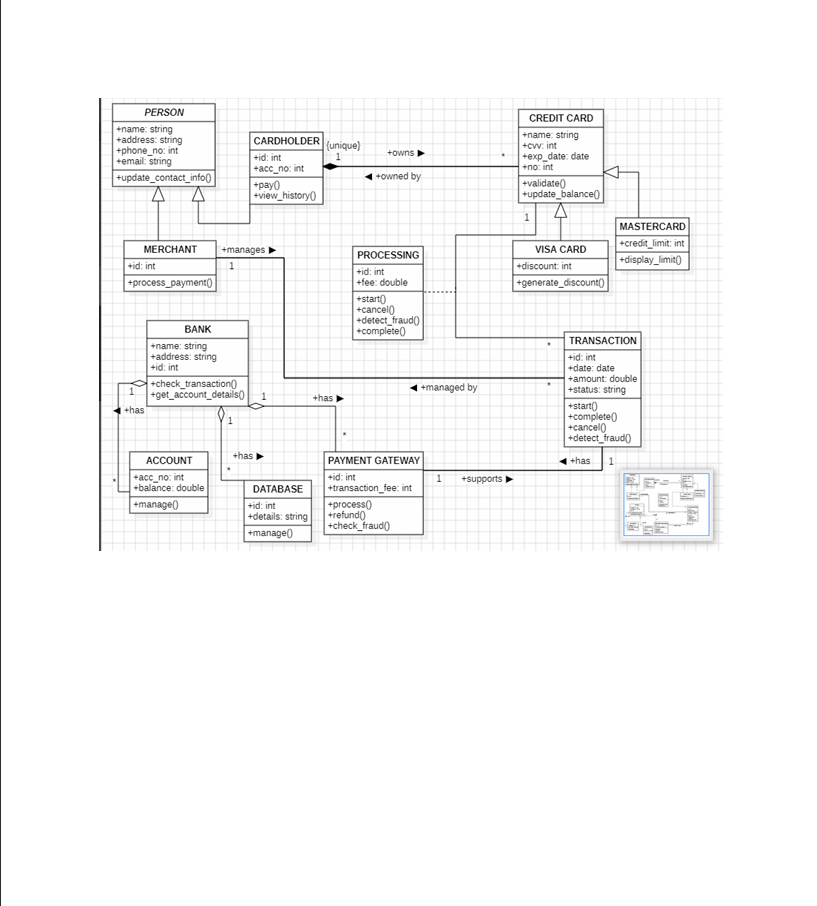 PERSON
+name: string
+address: string
+phone_no: int
+email: string
+update_contact_info()
CARDHOLDER
+id: int
+acc_no: int
+pay()
+view_history()
{unique}
1
+owns ▶
*
◀ +owned by
CREDIT CARD
+name: string
+cvv: int
+exp_date: date
+no: int
+validate()
+update_balance()
1
MASTERCARD
+credit_limit: int
+display_limit()
VISA CARD
+discount: int
+generate_discount()
MERCHANT
+id: int
+process_payment()
+manages ▶
1
PROCESSING
+id: int
+fee: double
+start()
+cancel()
+detect_fraud()
+complete()
*
TRANSACTION
+id: int
+date: date
+amount: double
+status: string
+start()
+complete()
+cancel()
+detect_fraud()
*
◀ +managed by
BANK
+name: string
+address: string
+id: int
+check_transaction()
+get_account_details()
1
◀ +has
1
+has ▶
*
1
+has ▶
*
*
ACCOUNT
+acc_no: int
+balance: double
+manage()
DATABASE
+id: int
+details: string
+manage()
PAYMENT GATEWAY
+id: int
+transaction_fee: int
+process()
+refund()
+check_fraud()
1
+supports ▶
◀ +has
1